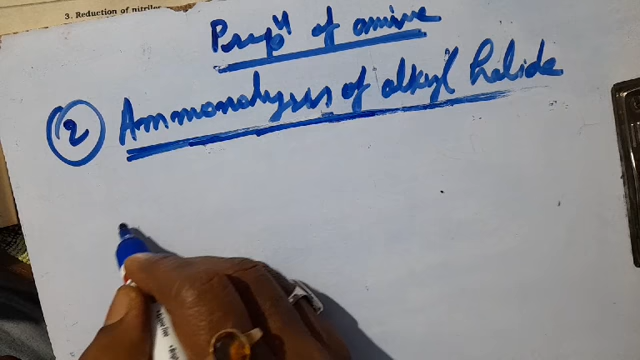 3. Reduction of nitriles
Prepⁿ of amine
2 Ammonolysis of alkyl halide